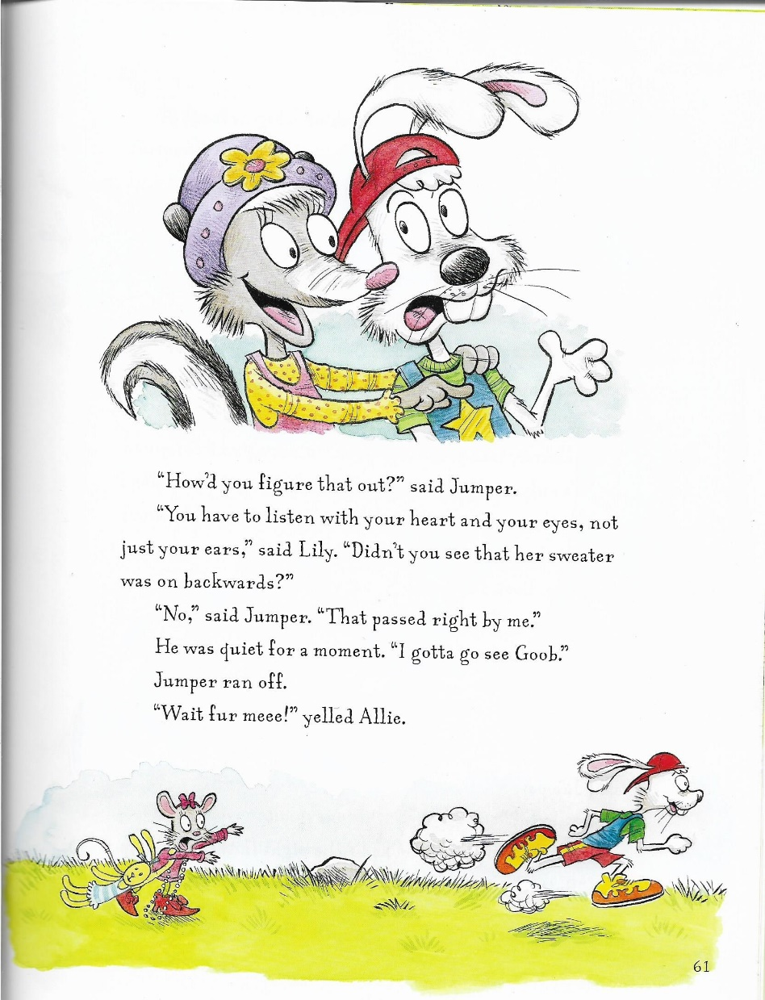 “How’d you figure that out?” said Jumper.
“You have to listen with your heart and your eyes, not
just your ears,” said Lily. “Didn’t you see that her sweater
was on backwards?”
“No,” said Jumper. “That passed right by me.”
He was quiet for a moment. “I gotta go see Goob.”
Jumper ran off.
“Wait fur meee!” yelled Allie.
61